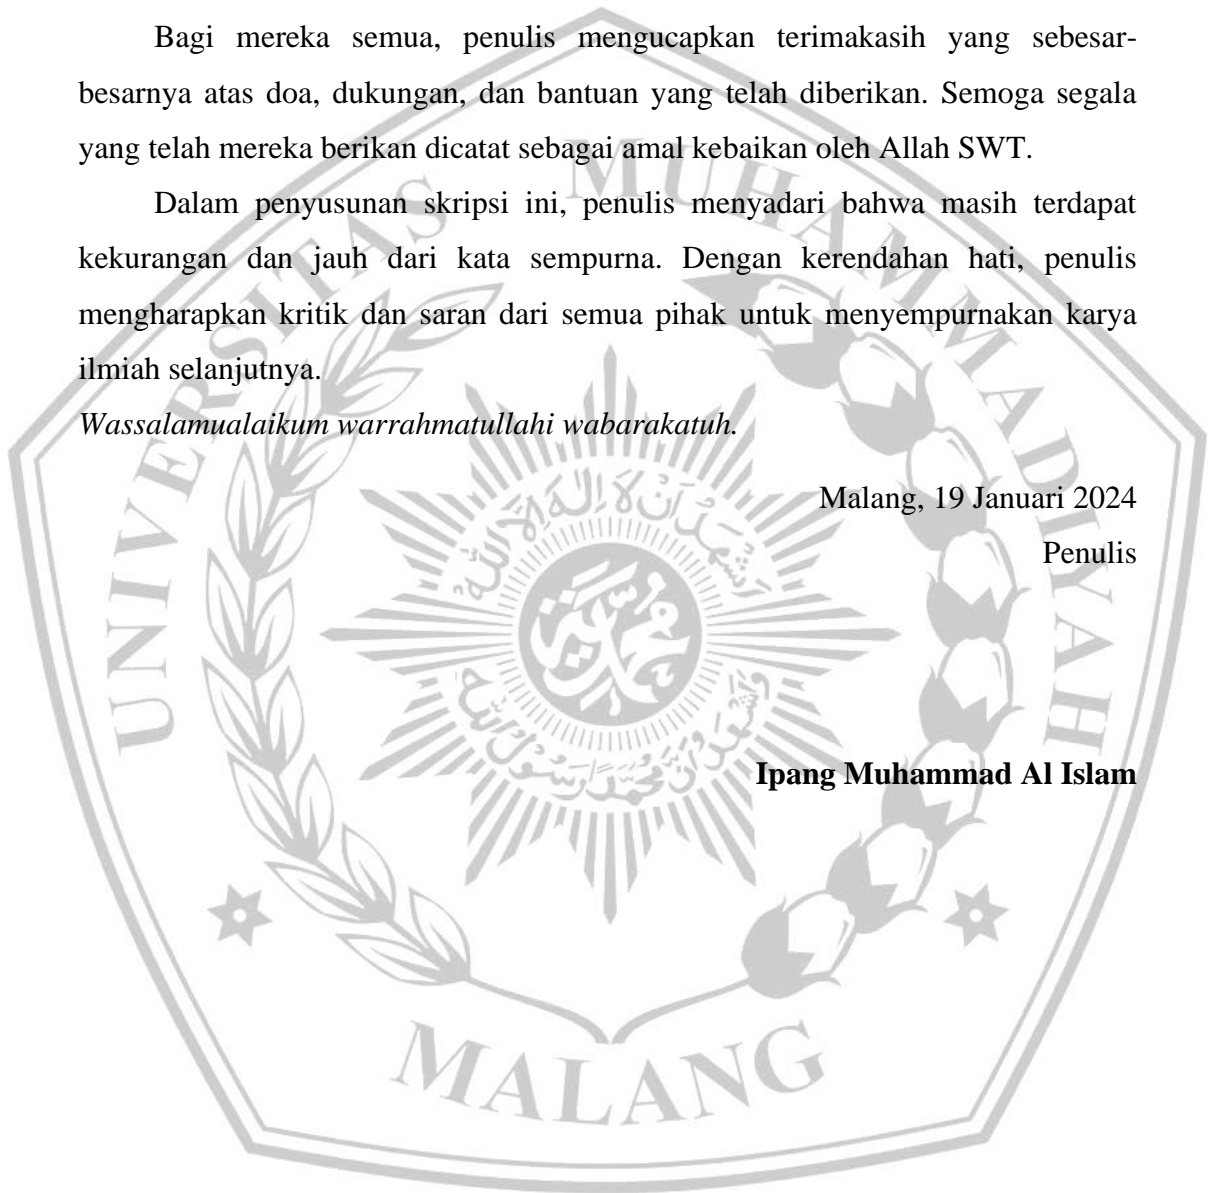 Bagi mereka semua, penulis mengucapkan terimakasih yang sebesar-
besarnya atas doa, dukungan, dan bantuan yang telah diberikan. Semoga segala
yang telah mereka berikan dicatat sebagai amal kebaikan oleh Allah SWT.
Dalam penyusunan skripsi ini, penulis menyadari bahwa masih terdapat
kekurangan dan jauh dari kata sempurna. Dengan kerendahan hati, penulis
mengharapkan kritik dan saran dari semua pihak untuk menyempurnakan karya
ilmiah selanjutnya.
Wassalamualaikum warrahmatullahi wabarakatuh.
Malang, 19 Januari 2024
Penulis
Ipang Muhammad Al Islam
UNIVERSITAS MUHAMMADIYAH
MALANG